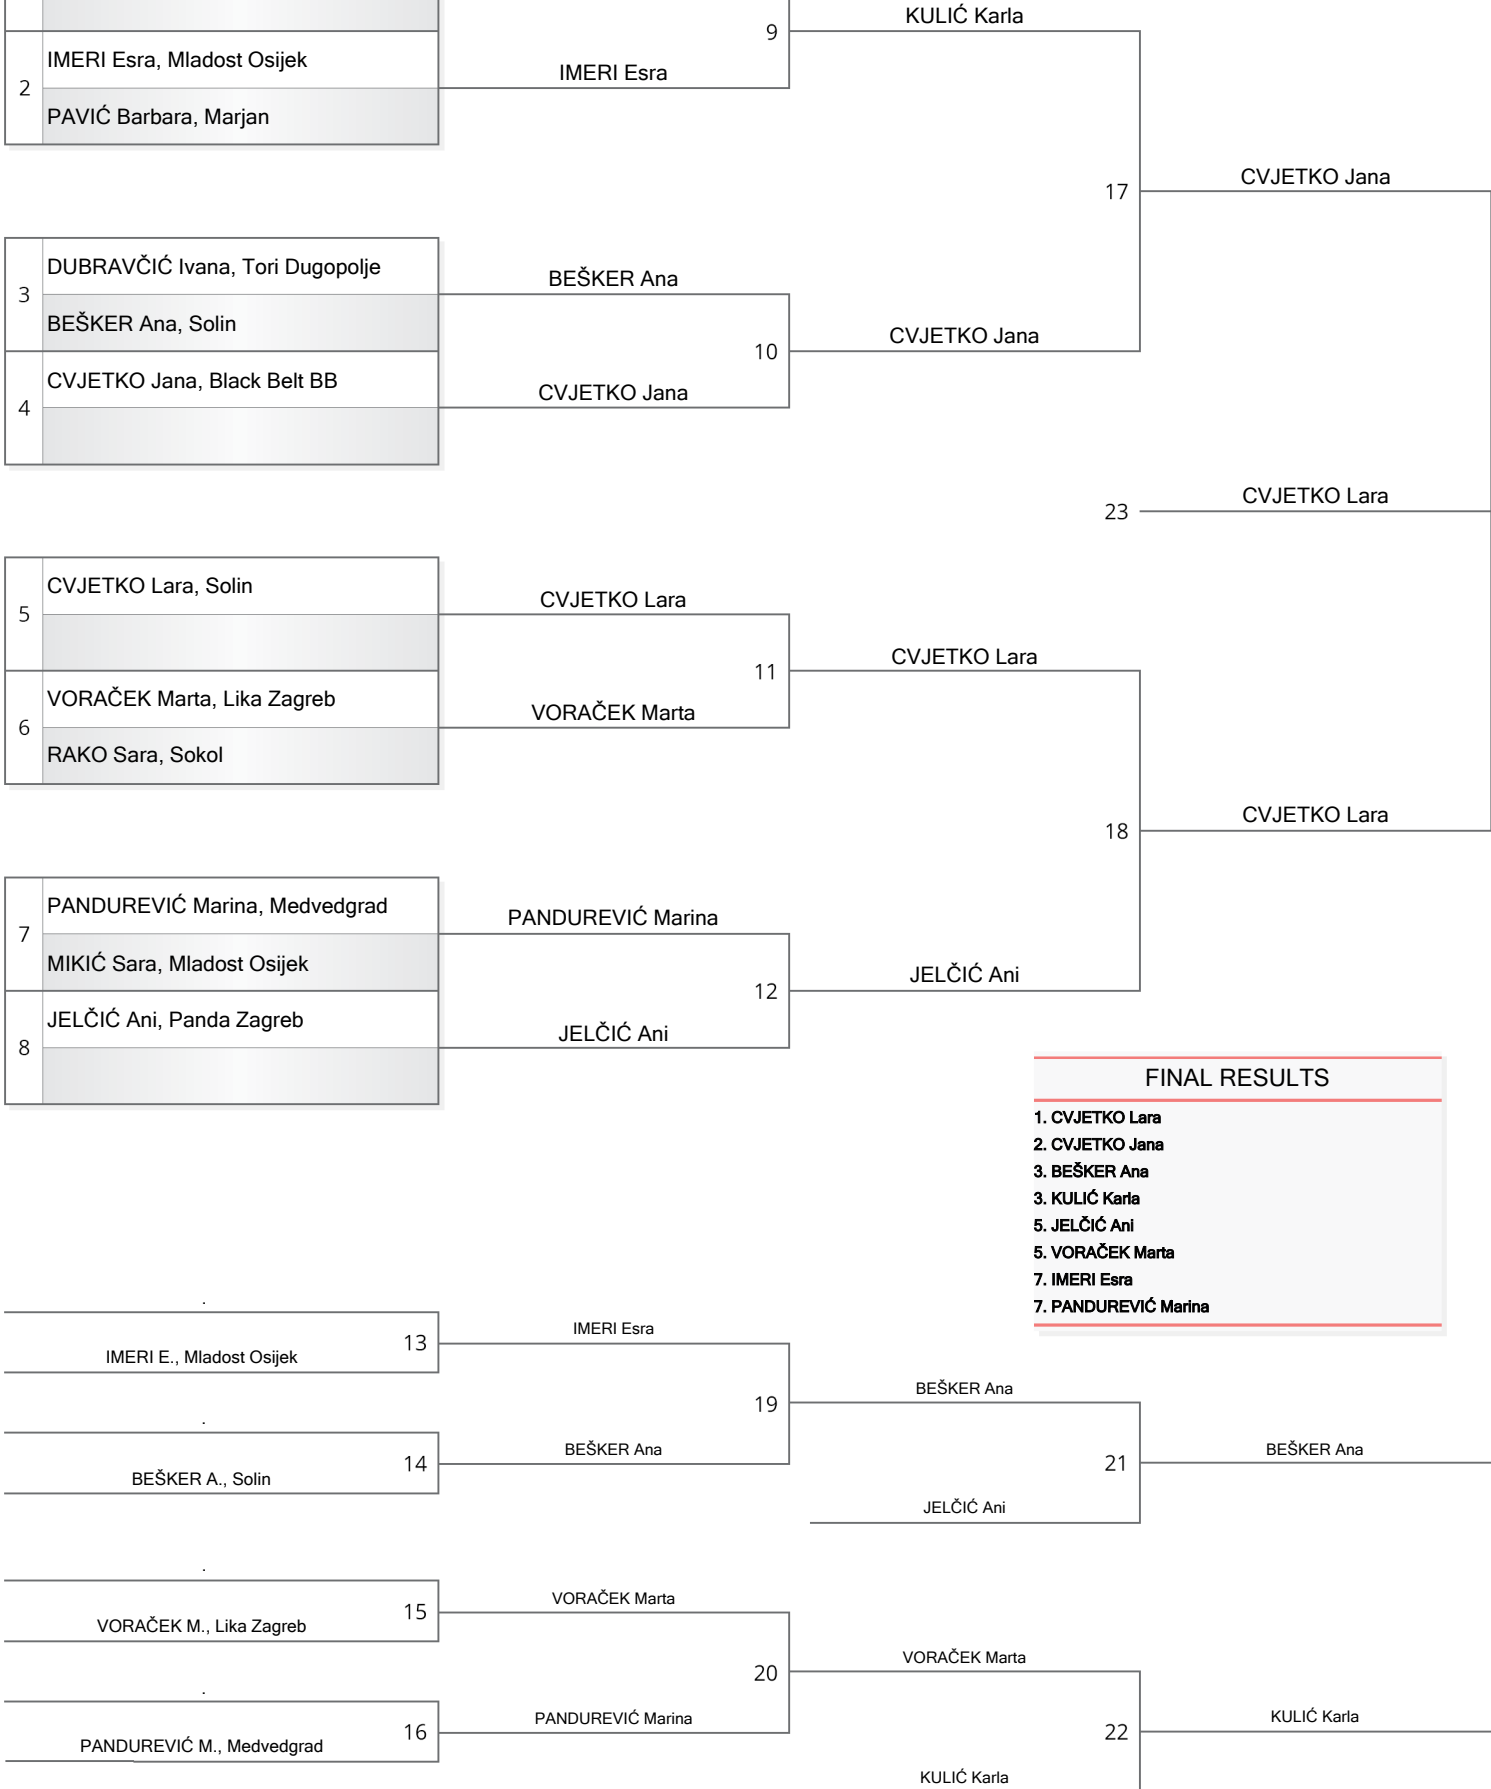 KULIĆ Karla
9
IMERI Esra, Mladost Osijek
IMERI Esra
2
PAVIĆ Barbara, Marjan
CVJETKO Jana
17
DUBRAVČIĆ Ivana, Tori Dugopolje
BEŠKER Ana
3
BEŠKER Ana, Solin
CVJETKO Jana
10
CVJETKO Jana, Black Belt BB
CVJETKO Jana
4
CVJETKO Lara
23
CVJETKO Lara, Solin
CVJETKO Lara
5
CVJETKO Lara
11
VORAČEK Marta, Lika Zagreb
VORAČEK Marta
6
RAKO Sara, Sokol
CVJETKO Lara
18
PANDUREVIĆ Marina, Medvedgrad
PANDUREVIĆ Marina
7
MIKIĆ Sara, Mladost Osijek
JELČIĆ Ani
12
JELČIĆ Ani, Panda Zagreb
JELČIĆ Ani
8
FINAL RESULTS
1. CVJETKO Lara
2. CVJETKO Jana
3. BEŠKER Ana
3. KULIĆ Karla
5. JELČIĆ Ani
5. VORAČEK Marta
7. IMERI Esra
7. PANDUREVIĆ Marina
.
IMERI E., Mladost Osijek
13
IMERI Esra
19
BEŠKER Ana
.
BEŠKER A., Solin
14
BEŠKER Ana
21
BEŠKER Ana
JELČIĆ Ani
.
VORAČEK M., Lika Zagreb
15
VORAČEK Marta
20
VORAČEK Marta
.
PANDUREVIĆ M., Medvedgrad
16
PANDUREVIĆ Marina
22
KULIĆ Karla
KULIĆ Karla